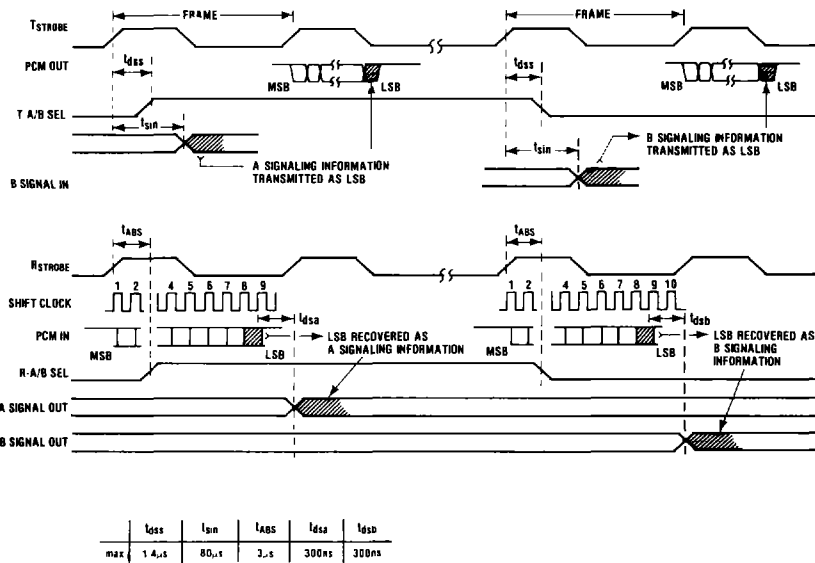 FRAME FRAME
TSTROBE
tdss tdss
PCM OUT
MSB LSB MSB LSB
T A/B SEL
tsin tsin
A SIGNALING INFORMATION
TRANSMITTED AS LSB
B SIGNALING INFORMATION
TRANSMITTED AS LSB
B SIGNAL IN
tABS tABS
RSTROBE
1 2 4 5 6 7 8 9 1 2 4 5 6 7 8 9 10
SHIFT CLOCK
tdsa tdsb
PCM IN
MSB LSB MSB LSB
LSB RECOVERED AS
A SIGNALING INFORMATION
LSB RECOVERED AS
B SIGNALING
INFORMATION
R-A/B SEL
A SIGNAL OUT
B SIGNAL OUT
tdss tsin tABS tdsa tdsb
max 1 4µs 80µs 3µs 300ns 300ns